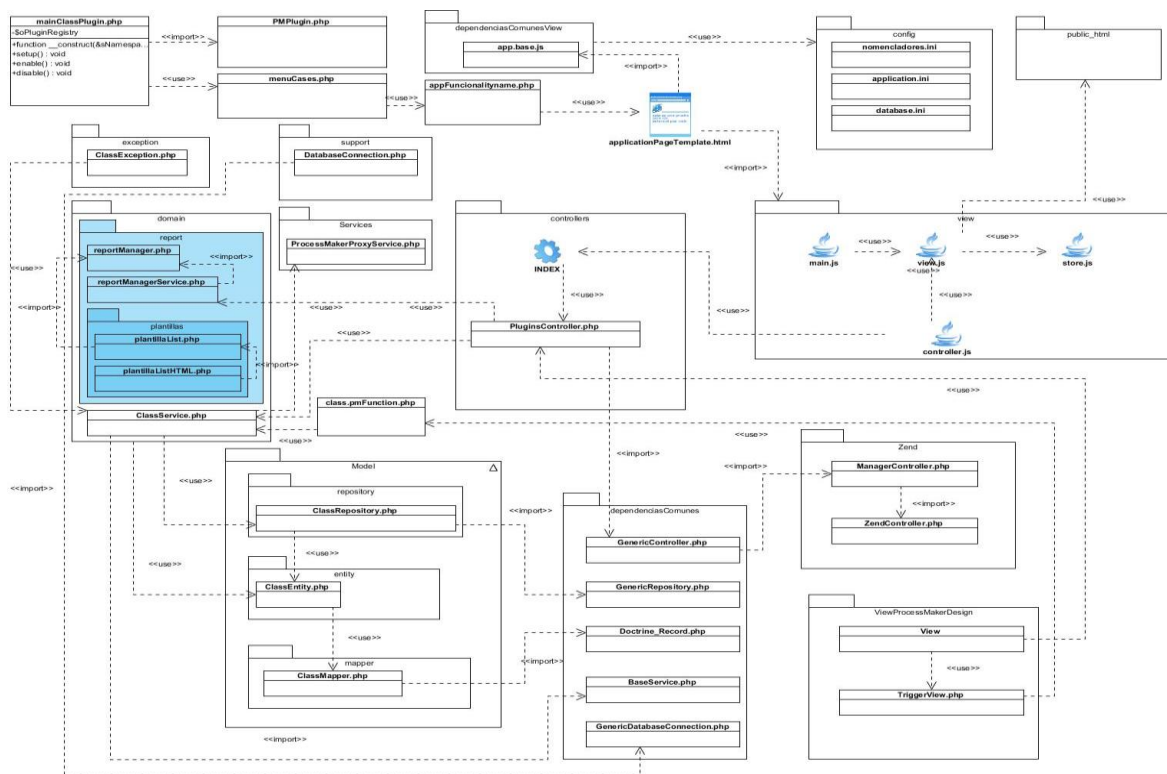 mainClassPlugin.php
-$oPluginRegistry
+function __construct(&sNamespa...
+setup() : void
+enable() : void
+disable() : void
<<import>>
<<use>>
PMPlugin.php
menuCases.php
<<use>>
dependenciasComunesView
app.base.js
<<use>>
<<import>>
appFuncionalityname.php
<<use>>
applicationPageTemplate.html
<<import>>
config
nomencladores.ini
application.ini
database.ini
public_html
<<use>>
exception
ClassException.php
support
DatabaseConnection.php
domain
report
reportManager.php
<<import>>
reportManagerService.php
plantillas
plantillaList.php
<<import>>
plantillaListHTML.php
ClassService.php
<<use>>
<<import>>
<<import>>
Services
ProcessMakerProxyService.php
<<use>>
<<use>>
<<use>>
class.pmFunction.php
<<use>>
controllers
INDEX
<<use>>
PluginsController.php
<<use>>
view
main.js
<<use>>
view.js
<<use>>
<<use>>
store.js
controller.js
<<use>>
<<import>>
<<use>>
Model
repository
ClassRepository.php
<<use>>
<<import>>
<<use>>
<<use>>
entity
ClassEntity.php
<<use>>
mapper
ClassMapper.php
<<import>>
<<import>>
dependenciasComunes
GenericController.php
GenericRepository.php
Doctrine_Record.php
BaseService.php
GenericDatabaseConnection.php
<<import>>
Zend
ManagerController.php
<<import>>
ZendController.php
ViewProcessMakerDesign
View
<<use>>
TriggerView.php